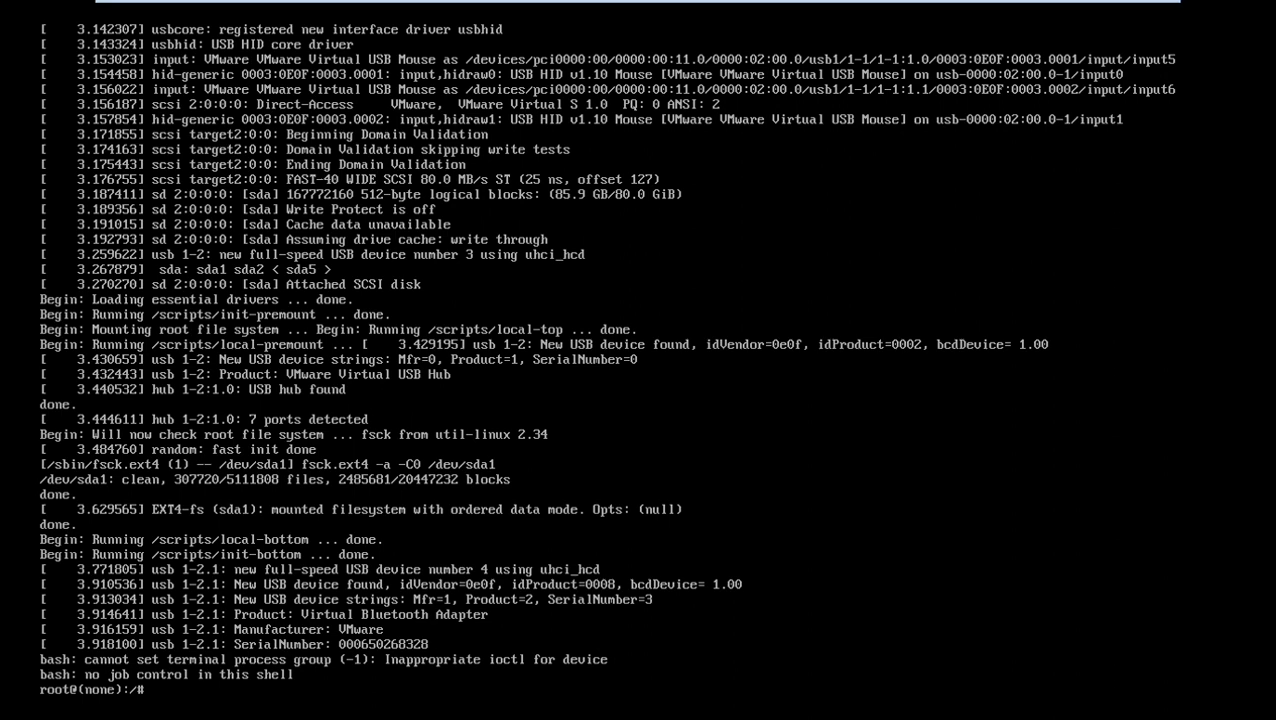 [    3.142307] usbcore: registered new interface driver usbhid
[    3.143324] usbhid: USB HID core driver
[    3.153023] input: VMware VMware Virtual USB Mouse as /devices/pci0000:00/0000:00:11.0/0000:02:00.0/usb1/1-1/1-1:1.0/0003:0E0F:0003.0001/input/input5
[    3.154458] hid-generic 0003:0E0F:0003.0001: input,hidraw0: USB HID v1.10 Mouse [VMware VMware Virtual USB Mouse] on usb-0000:02:00.0-1/input0
[    3.156022] input: VMware VMware Virtual USB Mouse as /devices/pci0000:00/0000:00:11.0/0000:02:00.0/usb1/1-1/1-1:1.1/0003:0E0F:0003.0002/input/input6
[    3.156187] scsi 2:0:0:0: Direct-Access     VMware,  VMware Virtual S 1.0  PQ: 0 ANSI: 2
[    3.157854] hid-generic 0003:0E0F:0003.0002: input,hidraw1: USB HID v1.10 Mouse [VMware VMware Virtual USB Mouse] on usb-0000:02:00.0-1/input1
[    3.171855] scsi target2:0:0: Beginning Domain Validation
[    3.174163] scsi target2:0:0: Domain Validation skipping write tests
[    3.175443] scsi target2:0:0: Ending Domain Validation
[    3.176755] scsi target2:0:0: FAST-40 WIDE SCSI 80.0 MB/s ST (25 ns, offset 127)
[    3.187411] sd 2:0:0:0: [sda] 167772160 512-byte logical blocks: (85.9 GB/80.0 GiB)
[    3.189356] sd 2:0:0:0: [sda] Write Protect is off
[    3.191015] sd 2:0:0:0: [sda] Cache data unavailable
[    3.192793] sd 2:0:0:0: [sda] Assuming drive cache: write through
[    3.259622] usb 1-2: new full-speed USB device number 3 using uhci_hcd
[    3.267879]  sda: sda1 sda2 < sda5 >
[    3.270270] sd 2:0:0:0: [sda] Attached SCSI disk
Begin: Loading essential drivers ... done.
Begin: Running /scripts/init-premount ... done.
Begin: Mounting root file system ... Begin: Running /scripts/local-top ... done.
Begin: Running /scripts/local-premount ... [    3.429195] usb 1-2: New USB device found, idVendor=0e0f, idProduct=0002, bcdDevice= 1.00
[    3.430659] usb 1-2: New USB device strings: Mfr=0, Product=1, SerialNumber=0
[    3.432443] usb 1-2: Product: VMware Virtual USB Hub
[    3.440532] hub 1-2:1.0: USB hub found
done.
[    3.444611] hub 1-2:1.0: 7 ports detected
Begin: Will now check root file system ... fsck from util-linux 2.34
[    3.484760] random: fast init done
[/sbin/fsck.ext4 (1) -- /dev/sda1] fsck.ext4 -a -C0 /dev/sda1
/dev/sda1: clean, 307720/5111808 files, 2485681/20447232 blocks
done.
[    3.629565] EXT4-fs (sda1): mounted filesystem with ordered data mode. Opts: (null)
done.
Begin: Running /scripts/local-bottom ... done.
Begin: Running /scripts/init-bottom ... done.
[    3.771805] usb 1-2.1: new full-speed USB device number 4 using uhci_hcd
[    3.910536] usb 1-2.1: New USB device found, idVendor=0e0f, idProduct=0008, bcdDevice= 1.00
[    3.913034] usb 1-2.1: New USB device strings: Mfr=1, Product=2, SerialNumber=3
[    3.914641] usb 1-2.1: Product: Virtual Bluetooth Adapter
[    3.916159] usb 1-2.1: Manufacturer: VMware
[    3.918100] usb 1-2.1: SerialNumber: 000650268328
bash: cannot set terminal process group (-1): Inappropriate ioctl for device
bash: no job control in this shell
root@(none):/#